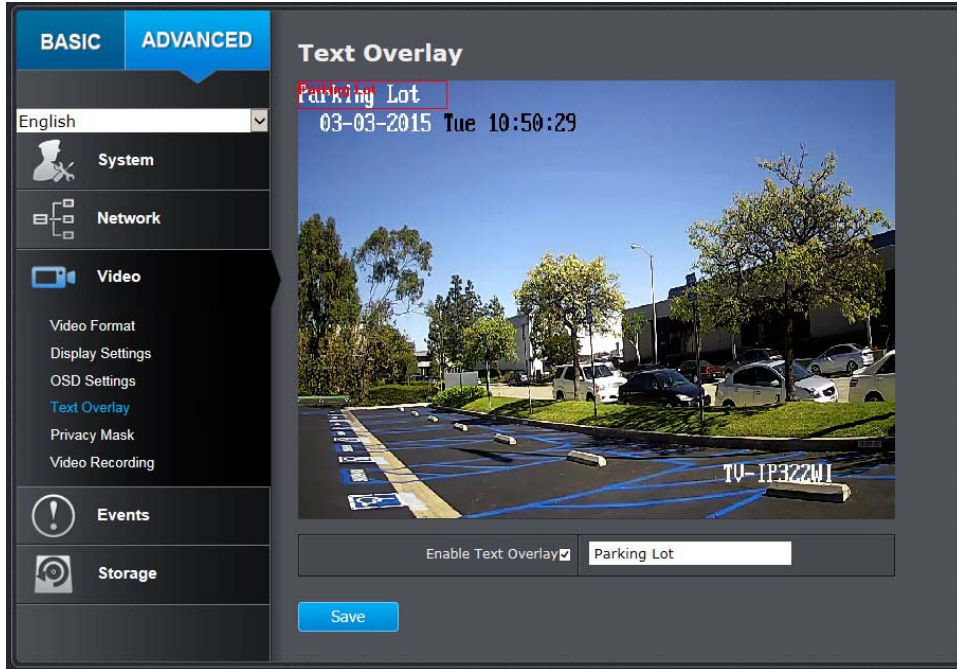 BASIC
ADVANCED
English
System
Network
Video
Video Format
Display Settings
OSD Settings
Text Overlay
Privacy Mask
Video Recording
Events
Storage
Text Overlay
Parking Lot
Parking Lot
03-03-2015 Tue 10:50:29
TV-IP322WI
Enable Text Overlay
Parking Lot
Save